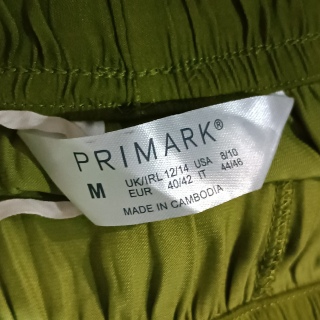 PRIMARK®
M
UK/IRL 12/14 USA 8/10
EUR 40/42 IT 44/46
MADE IN CAMBODIA